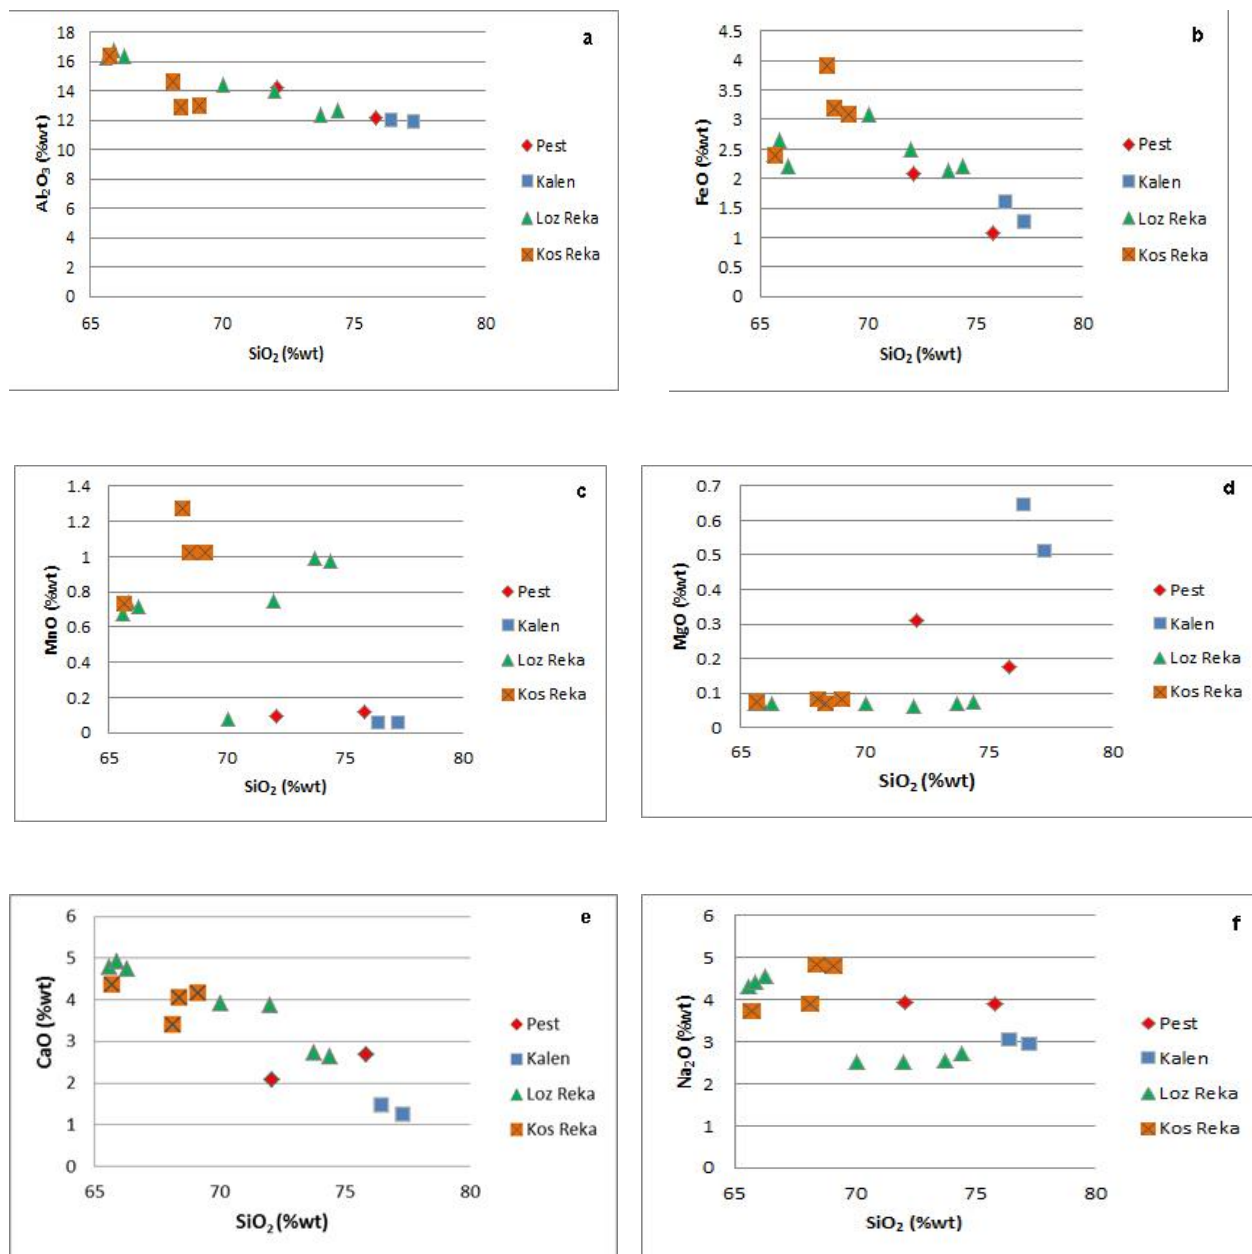 a
18
16
14
12
10
8
6
4
2
0
Al₂O₃ (%wt)
65 70 75 80
SiO₂ (%wt)
Pest
Kalen
Loz Reka
Kos Reka
b
4.5
4
3.5
3
2.5
2
1.5
1
0.5
0
FeO (%wt)
65 70 75 80
SiO₂ (%wt)
Pest
Kalen
Loz Reka
Kos Reka
c
1.4
1.2
1
0.8
0.6
0.4
0.2
0
MnO (%wt)
65 70 75 80
SiO₂ (%wt)
Pest
Kalen
Loz Reka
Kos Reka
d
0.7
0.6
0.5
0.4
0.3
0.2
0.1
0
MgO (%wt)
65 70 75 80
SiO₂ (%wt)
Pest
Kalen
Loz Reka
Kos Reka
e
6
5
4
3
2
1
0
CaO (%wt)
65 70 75 80
SiO₂ (%wt)
Pest
Kalen
Loz Reka
Kos Reka
f
6
5
4
3
2
1
0
Na₂O (%wt)
65 70 75 80
SiO₂ (%wt)
Pest
Kalen
Loz Reka
Kos Reka